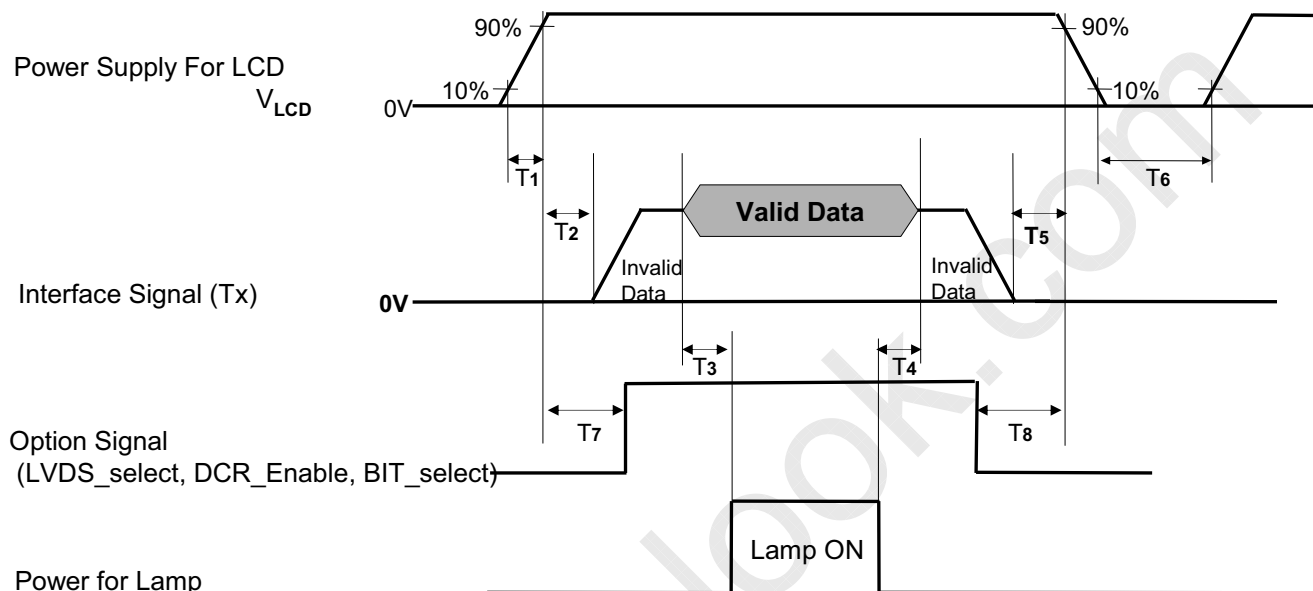 90%
90%
Power Supply For LCD
VLCD
10%
10%
0V
T1
T6
T2
Valid Data
T5
Invalid
Data
Invalid
Data
Interface Signal (Tx)
0V
T3
T4
T7
T8
Option Signal
(LVDS_select, DCR_Enable, BIT_select)
Lamp ON
Power for Lamp
look.com